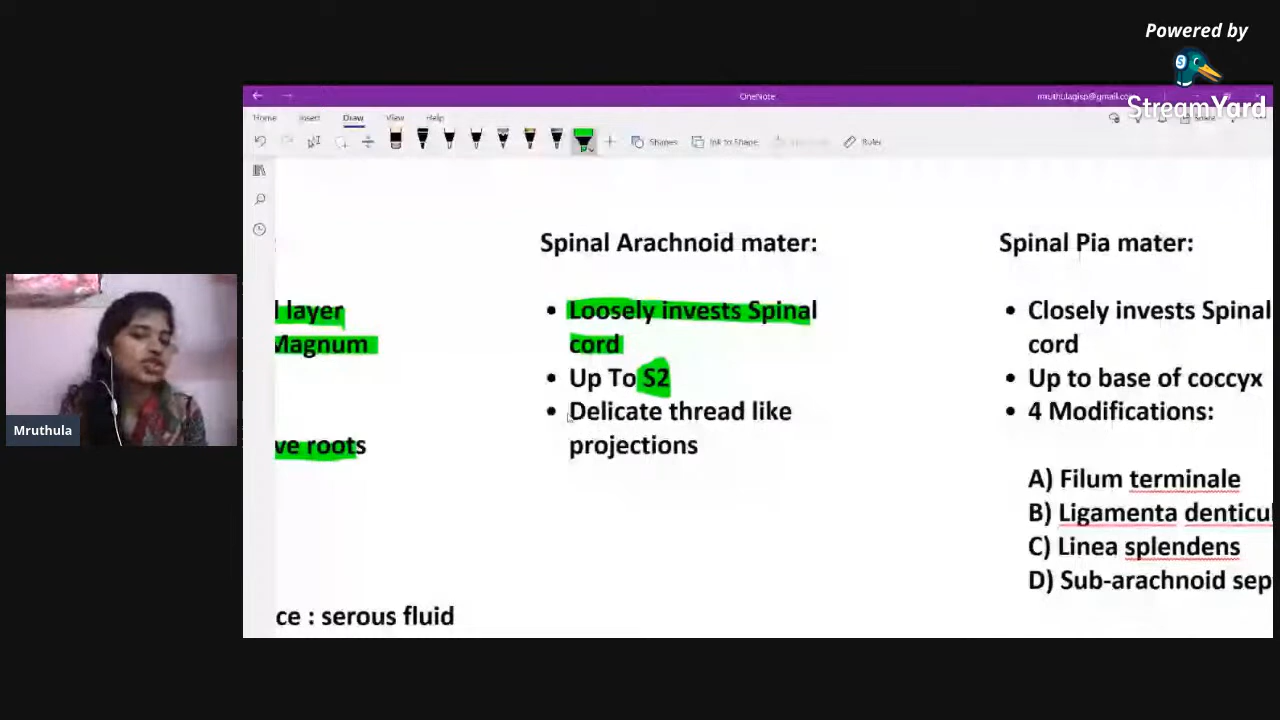 Powered by
StreamYard
OneNote
Home Insert Draw View Help
Shapes Ink to Shape Ruler
Spinal Arachnoid mater:
Spinal Pia mater:
l layer
Magnum
ve roots
ce : serous fluid
• Loosely invests Spinal
cord
• Up To S2
• Delicate thread like
projections
• Closely invests Spinal
cord
• Up to base of coccyx
• 4 Modifications:
A) Filum terminale
B) Ligamenta denticul
C) Linea splendens
D) Sub-arachnoid sep
Mruthula